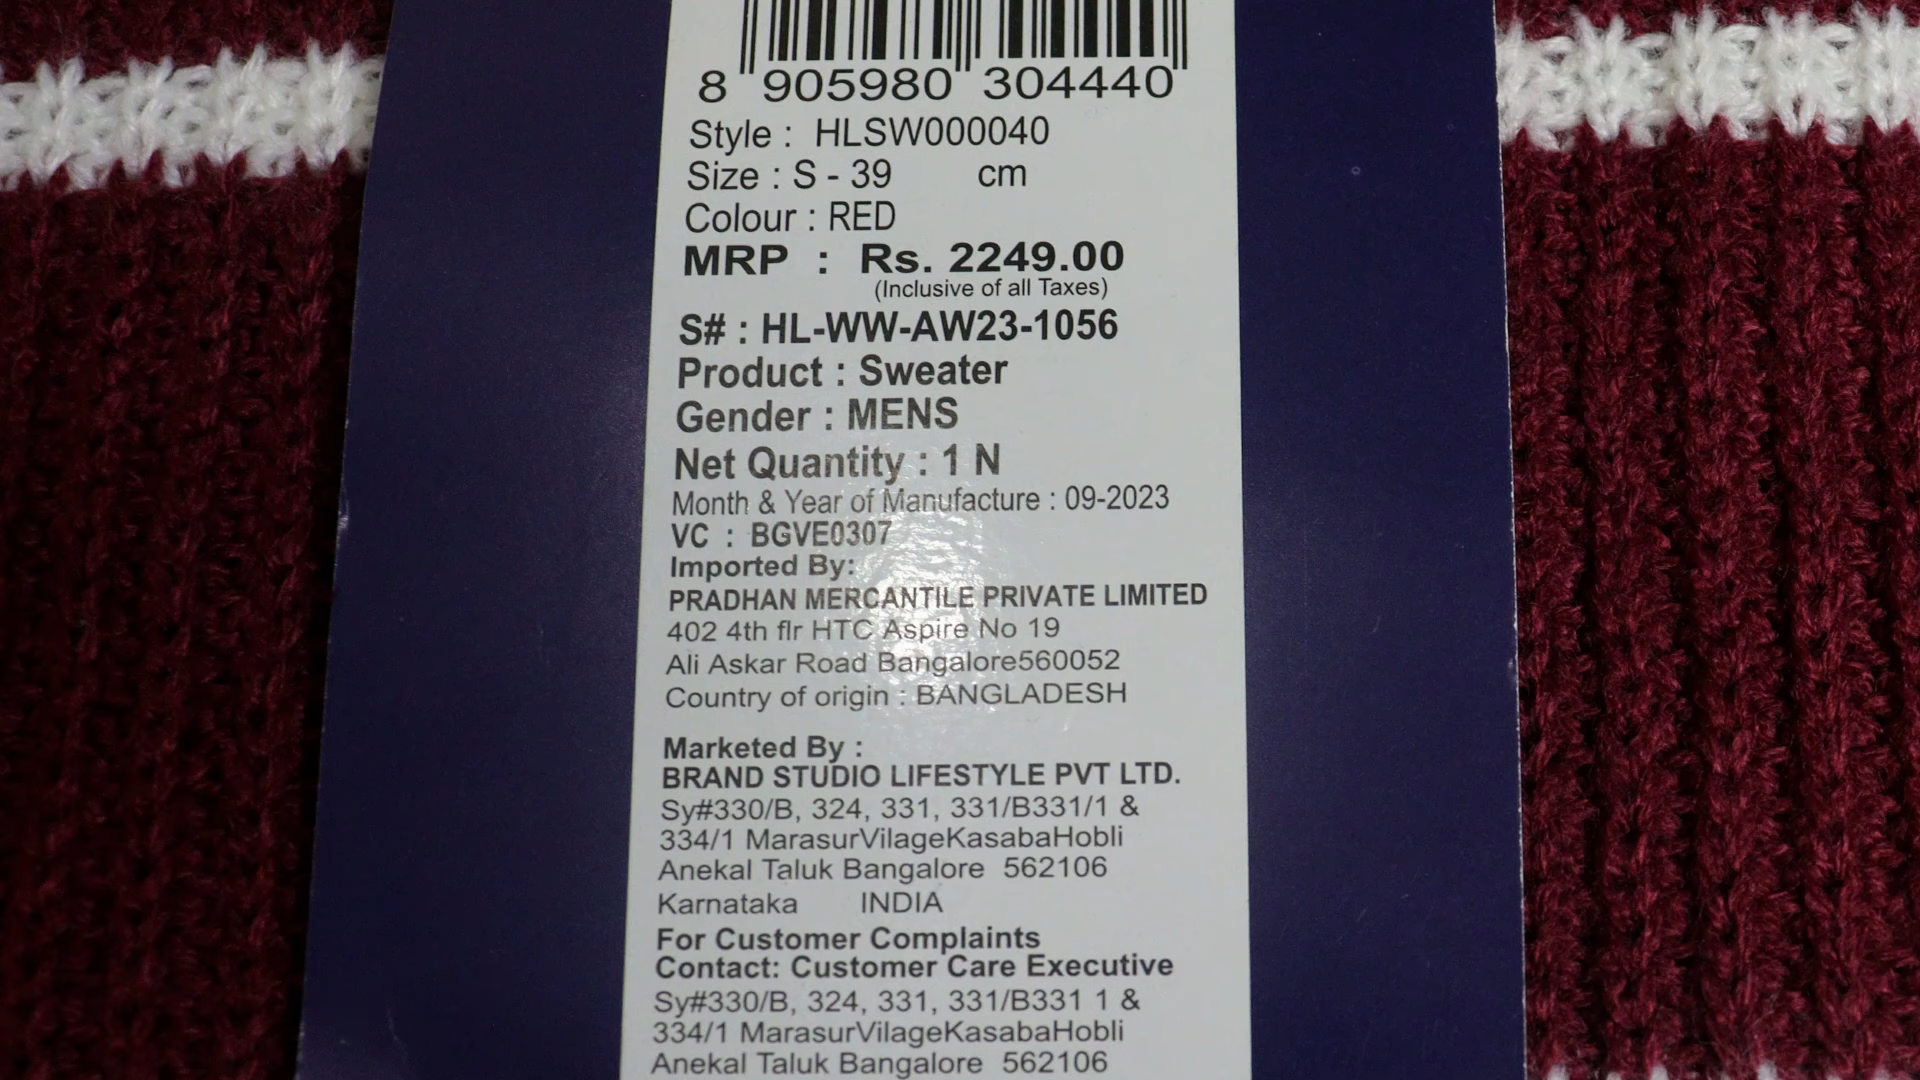 8 905980 304440
Style : HLSW000040
Size : S - 39 cm
Colour : RED
MRP : Rs. 2249.00
(Inclusive of all Taxes)
S# : HL-WW-AW23-1056
Product : Sweater
Gender : MENS
Net Quantity : 1 N
Month & Year of Manufacture : 09-2023
VC : BGVE0307
Imported By:
PRADHAN MERCANTILE PRIVATE LIMITED
402 4th flr HTC Aspire No 19
Ali Askar Road Bangalore560052
Country of origin : BANGLADESH
Marketed By :
BRAND STUDIO LIFESTYLE PVT LTD.
Sy#330/B, 324, 331, 331/B331/1 &
334/1 MarasurVilageKasabaHobli
Anekal Taluk Bangalore 562106
Karnataka INDIA
For Customer Complaints
Contact: Customer Care Executive
Sy#330/B, 324, 331, 331/B331 1 &
334/1 MarasurVilageKasabaHobli
Anekal Taluk Bangalore 562106